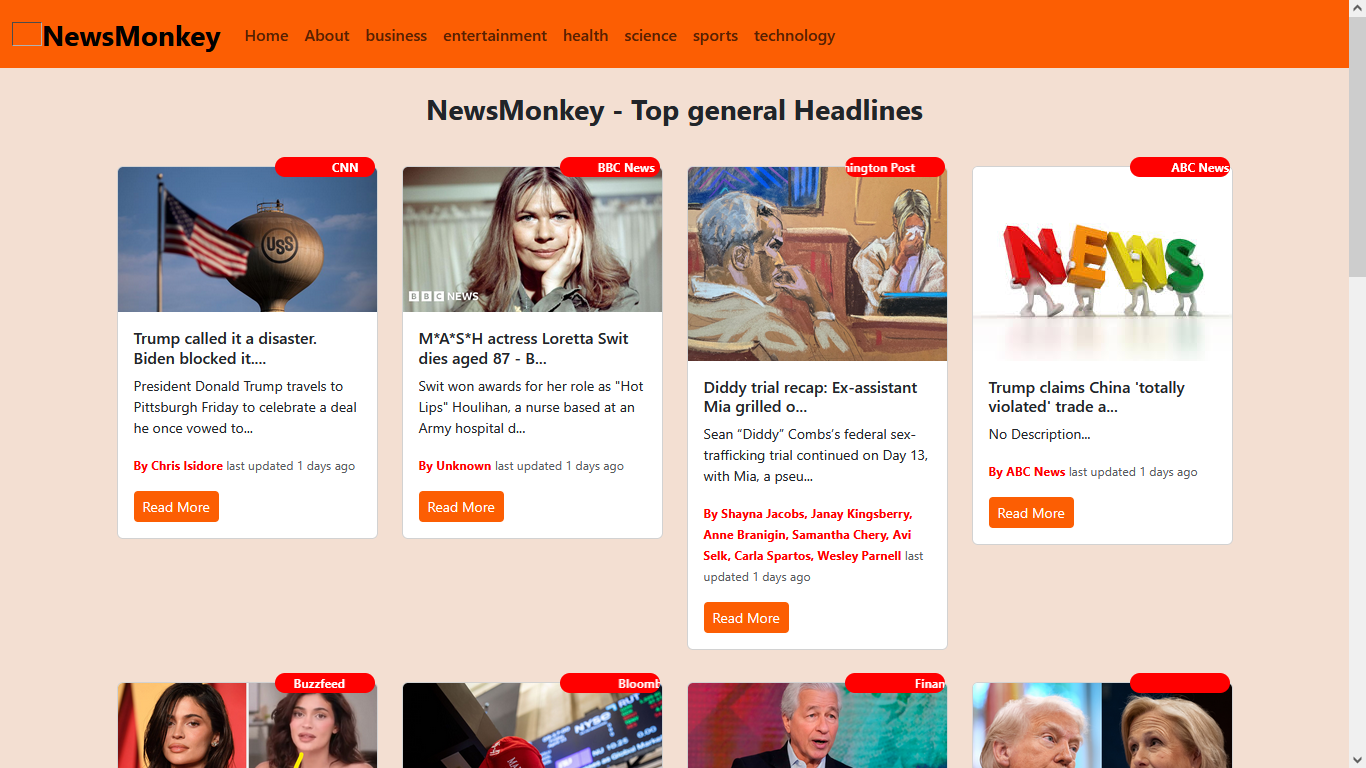 NewsMonkey Home About business entertainment health science sports technology
NewsMonkey - Top general Headlines
CNN
USS
Trump called it a disaster.
Biden blocked it....
President Donald Trump travels to
Pittsburgh Friday to celebrate a deal
he once vowed to...
By Chris Isidore last updated 1 days ago
Read More
BBC News
BBC NEWS
M*A*S*H actress Loretta Swit
dies aged 87 - B...
Swit won awards for her role as "Hot
Lips" Houlihan, a nurse based at an
Army hospital d...
By Unknown last updated 1 days ago
Read More
ington Post
Diddy trial recap: Ex-assistant
Mia grilled o...
Sean “Diddy” Combs’s federal sex-
trafficking trial continued on Day 13,
with Mia, a pseu...
By Shayna Jacobs, Janay Kingsberry,
Anne Branigin, Samantha Chery, Avi
Selk, Carla Spartos, Wesley Parnell last
updated 1 days ago
Read More
ABC News
NEWS
Trump claims China 'totally
violated' trade a...
No Description...
By ABC News last updated 1 days ago
Read More
Buzzfeed
Bloomb
NYSE
Finan